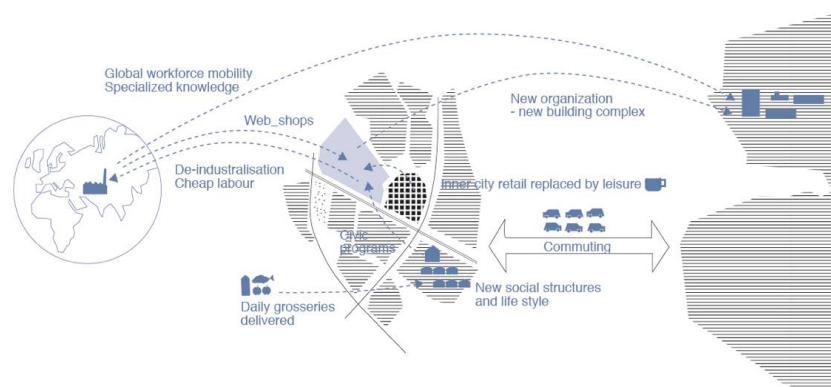 Global workforce mobility
Specialized knowledge
Web_shops
New organization
- new building complex
De-industralisation
Cheap labour
Inner city retail replaced by leisure
Civic
programs
Commuting
New social structures
and life style
Daily grosseries
delivered